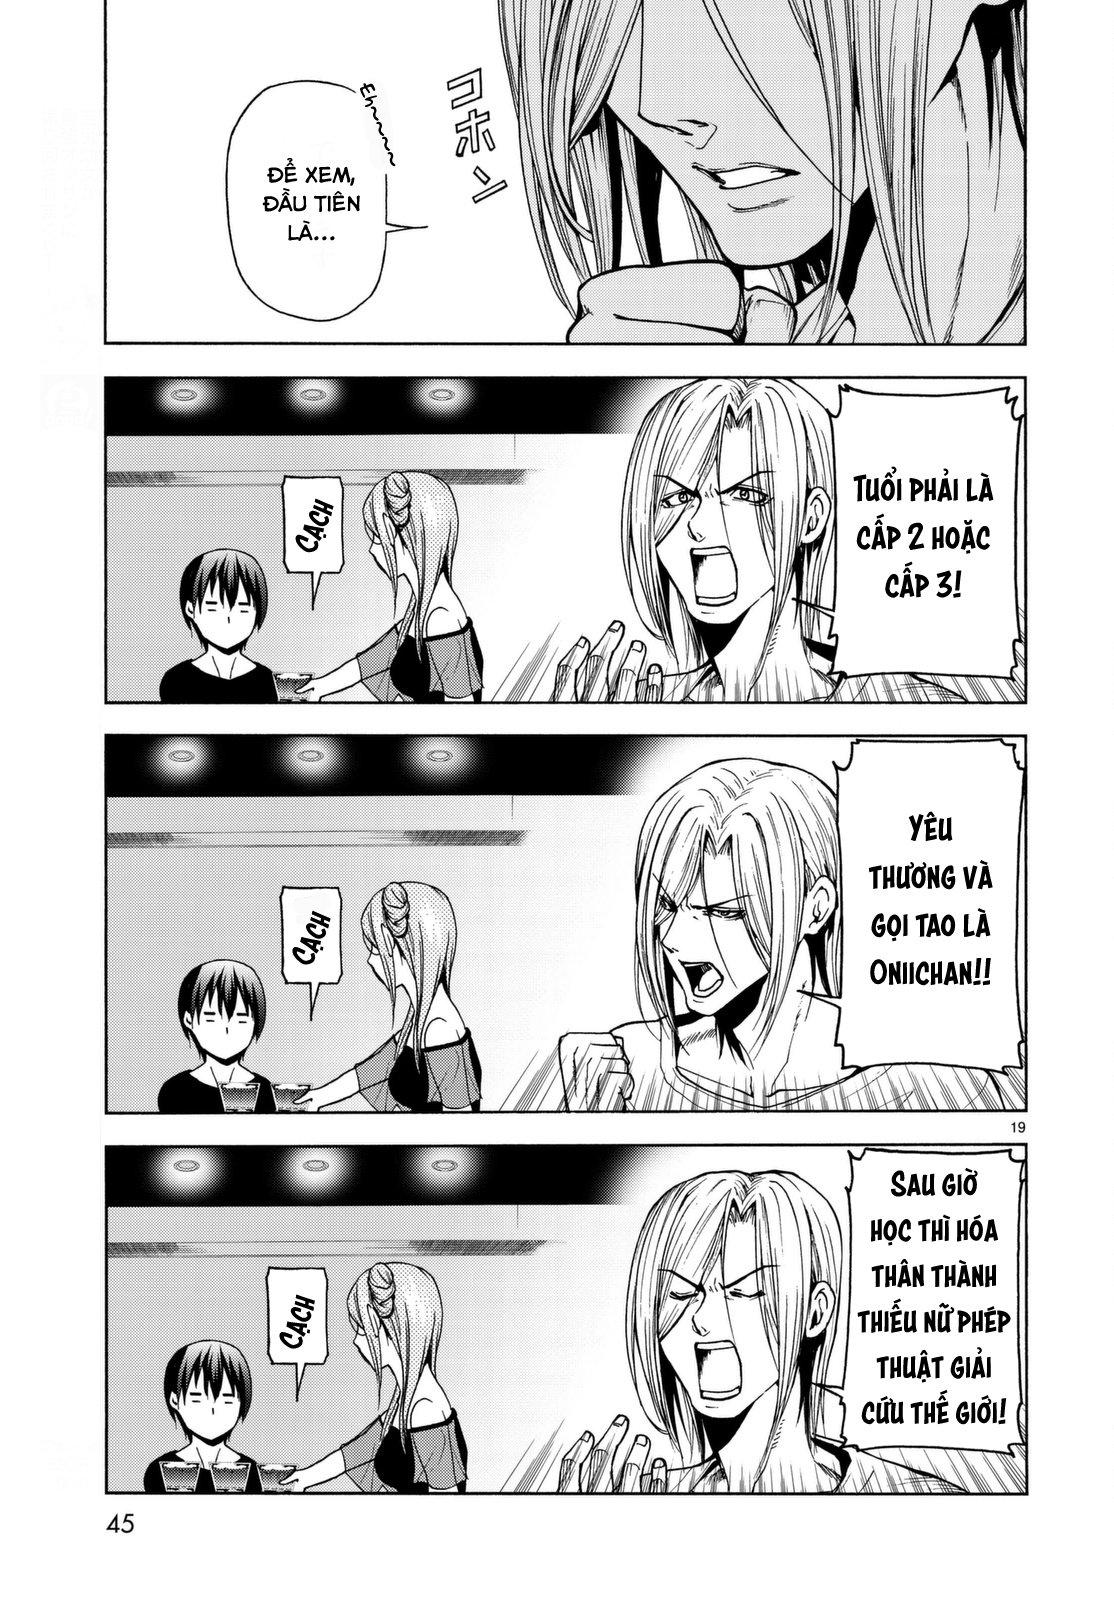 コホン
Eh~~~~
ĐỂ XEM,
ĐẦU TIÊN
LÀ...
TUỔI PHẢI LÀ
CẤP 2 HOẶC
CẤP 3!
CẠCH
YÊU
THƯƠNG VÀ
GỌI TAO LÀ
ONIICHAN!!
CẠCH
19
SAU GIỜ
HỌC THÌ HÓA
THÂN THÀNH
THIẾU NỮ PHÉP
THUẬT GIẢI
CỨU THẾ GIỚI!
CẠCH
45